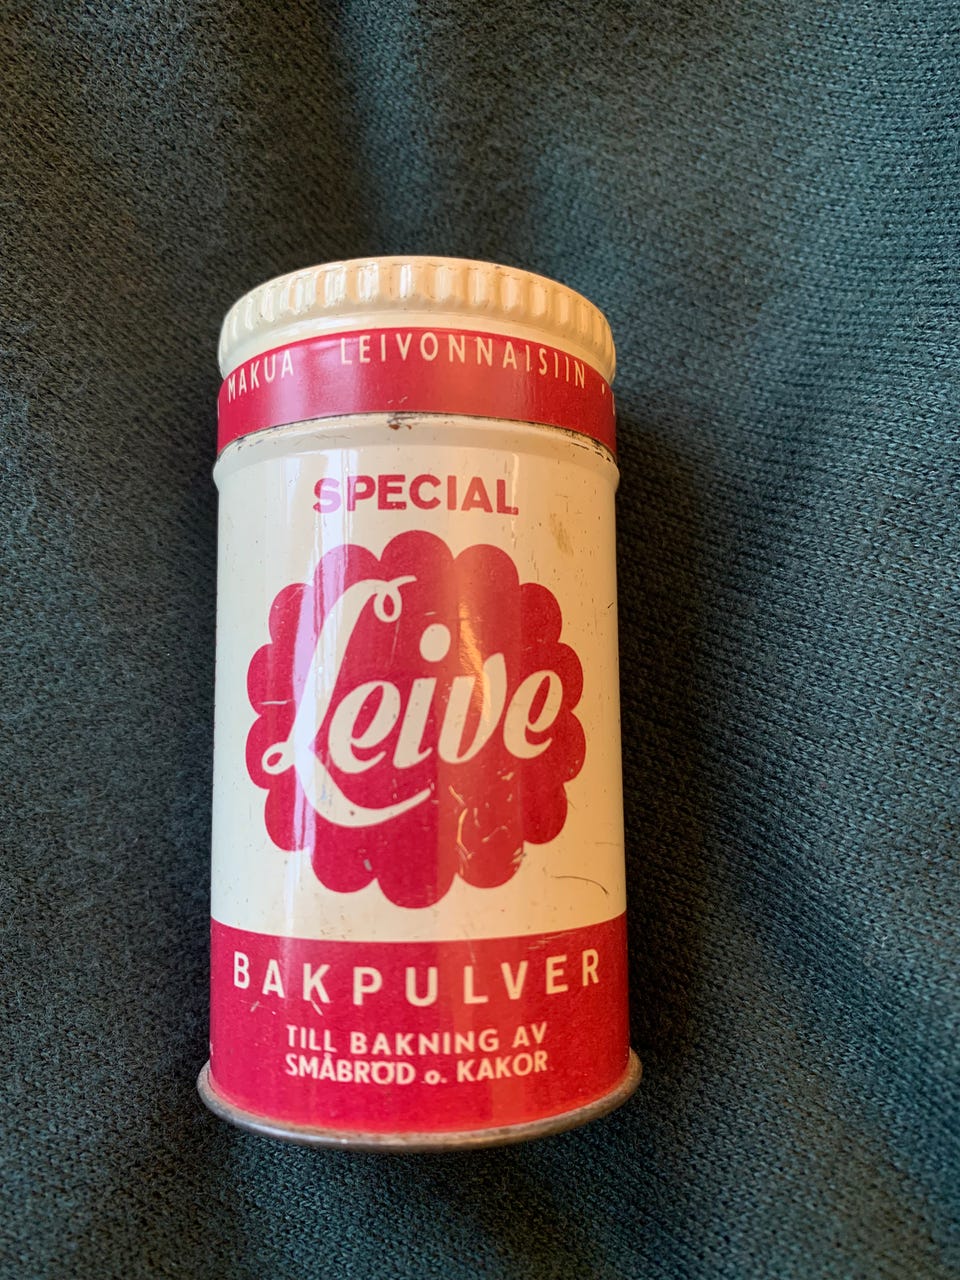 MAKUA LEIVONNAISIIN
SPECIAL
Leive
BAKPULVER
TILL BAKNING AV
SMÅBRÖD o. KAKOR